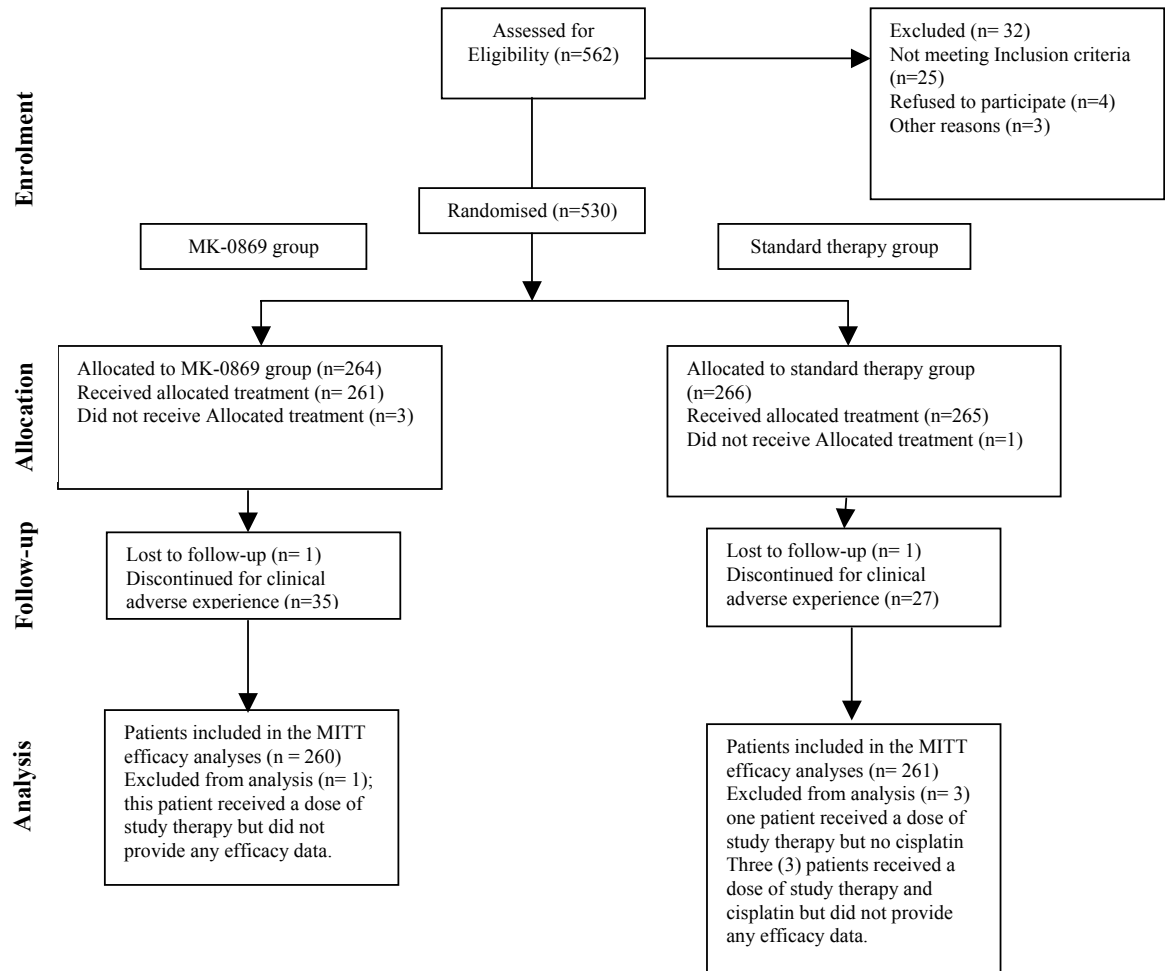 Enrolment
Assessed for
Eligibility (n=562)
Excluded (n= 32)
Not meeting Inclusion criteria
(n=25)
Refused to participate (n=4)
Other reasons (n=3)
Randomised (n=530)
MK-0869 group
Standard therapy group
Allocation
Allocated to MK-0869 group (n=264)
Received allocated treatment (n= 261)
Did not receive Allocated treatment (n=3)
Allocated to standard therapy group
(n=266)
Received allocated treatment (n=265)
Did not receive Allocated treatment (n=1)
Follow-up
Lost to follow-up (n= 1)
Discontinued for clinical
adverse experience (n=35)
Lost to follow-up (n= 1)
Discontinued for clinical
adverse experience (n=27)
Analysis
Patients included in the MITT
efficacy analyses (n = 260)
Excluded from analysis (n= 1);
this patient received a dose of
study therapy but did not
provide any efficacy data.
Patients included in the MITT
efficacy analyses (n= 261)
Excluded from analysis (n= 3)
one patient received a dose of
study therapy but no cisplatin
Three (3) patients received a
dose of study therapy and
cisplatin but did not provide
any efficacy data.